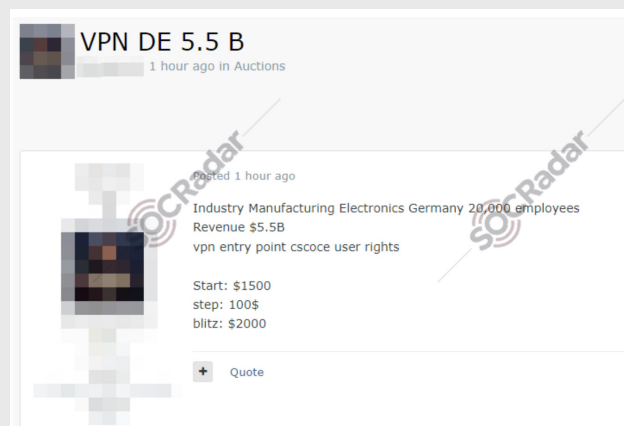 VPN DE 5.5 B
1 hour ago in Auctions
Posted 1 hour ago
Industry Manufacturing Electronics Germany 20,000 employees
Revenue $5.5B
vpn entry point cscoce user rights
Start: $1500
step: 100$
blitz: $2000
+ Quote
SOCRadar
SOCRadar